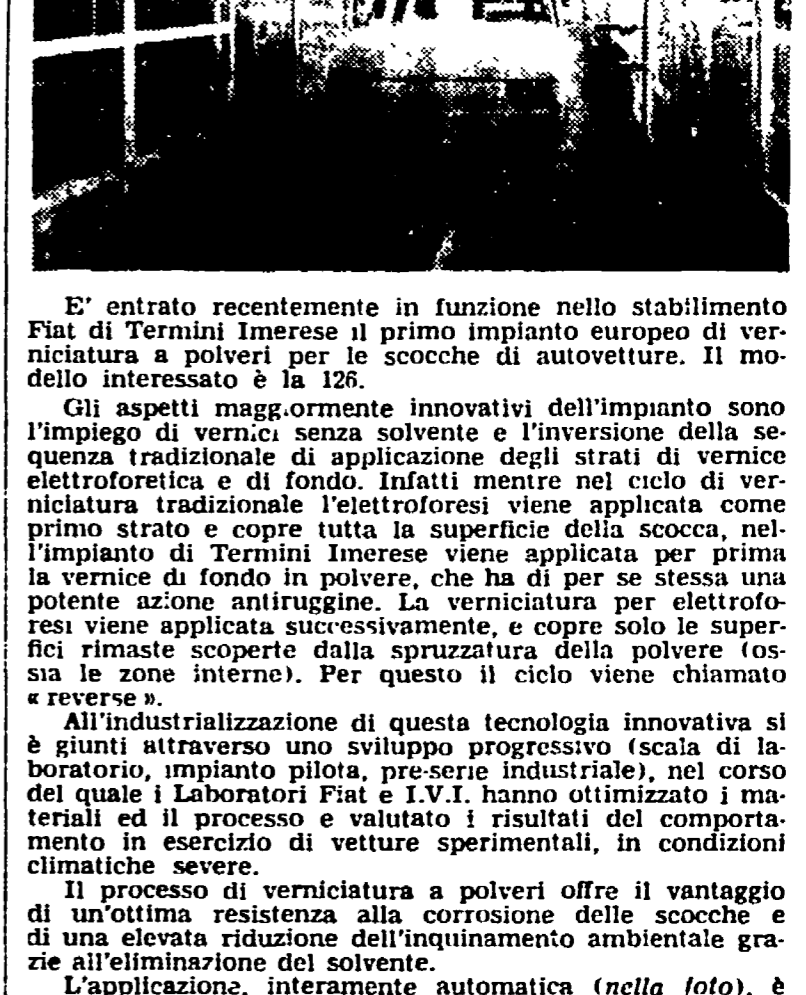 E' entrato recentemente in funzione nello stabilimento
Fiat di Termini Imerese il primo impianto europeo di ver-
niciatura a polveri per le scocche di autovetture. Il mo-
dello interessato è la 126.
Gli aspetti maggiormente innovativi dell'impianto sono
l'impiego di vernici senza solvente e l'inversione della se-
quenza tradizionale di applicazione degli strati di vernice
elettroforetica e di fondo. Infatti mentre nel ciclo di ver-
niciatura tradizionale l'elettroforesi viene applicata come
primo strato e copre tutta la superficie della scocca, nel-
l'impianto di Termini Imerese viene applicata per prima
la vernice di fondo in polvere, che ha di per se stessa una
potente azione antiruggine. La verniciatura per elettrofo-
resi viene applicata successivamente, e copre solo le super-
fici rimaste scoperte dalla spruzzatura della polvere (os-
sia le zone interne). Per questo il ciclo viene chiamato
« reverse ».
All'industrializzazione di questa tecnologia innovativa si
è giunti attraverso uno sviluppo progressivo (scala di la-
boratorio, impianto pilota, pre-serie industriale), nel corso
del quale i Laboratori Fiat e I.V.I. hanno ottimizzato i ma-
teriali ed il processo e valutato i risultati del comporta-
mento in esercizio di vetture sperimentali, in condizioni
climatiche severe.
Il processo di verniciatura a polveri offre il vantaggio
di un'ottima resistenza alla corrosione delle scocche e
di una elevata riduzione dell'inquinamento ambientale gra-
zie all'eliminazione del solvente.
L'applicazione, interamente automatica (nella foto), è